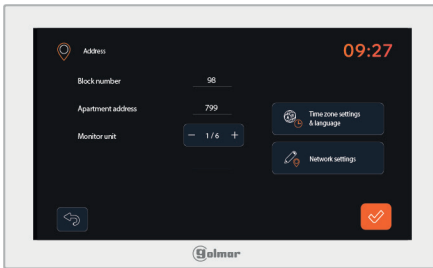 Address
09:27
Block number
98
Apartment address
799
Time zone settings
& language
Monitor unit
− 1/6 +
Network settings
golmar